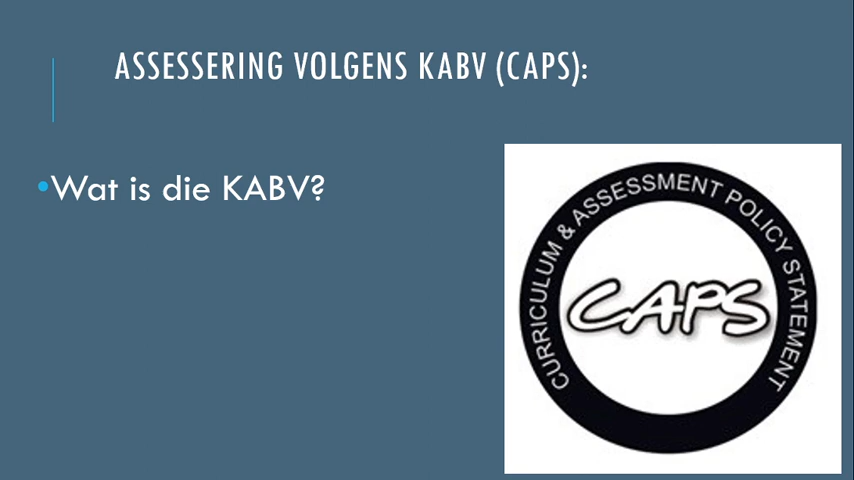 ASSESSERING VOLGENS KABV (CAPS):
•Wat is die KABV?
CURRICULUM & ASSESSMENT POLICY STATEMENT
CAPS